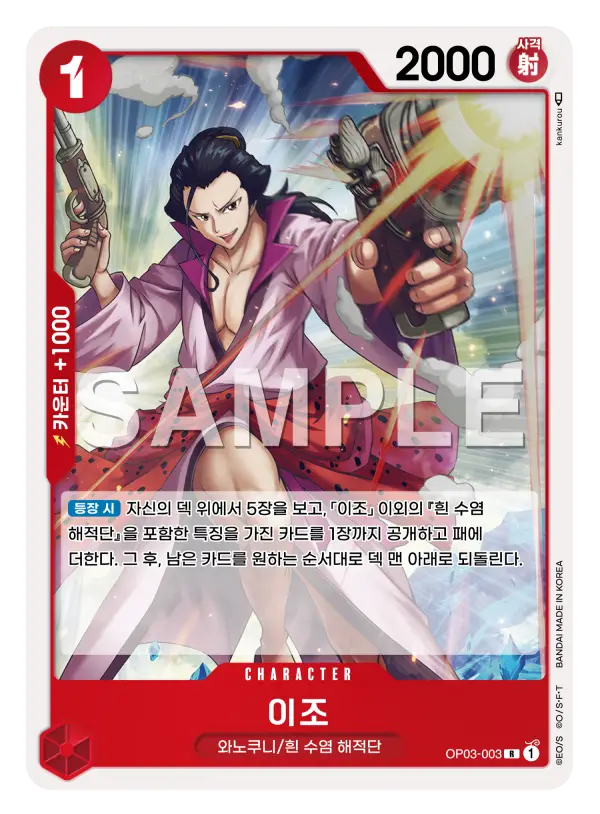 1
2000
사격
射
kankurou
카운터 +1000
SAMPLE
등장 시 자신의 덱 위에서 5장을 보고, 「이조」 이외의 『흰 수염
해적단』을 포함한 특징을 가진 카드를 1장까지 공개하고 패에
더한다. 그 후, 남은 카드를 원하는 순서대로 덱 맨 아래로 되돌린다.
CHARACTER
이조
와노쿠니/흰 수염 해적단
OP03-003 R 1
©EO/S ©O/S·F·T BANDAI MADE IN KOREA